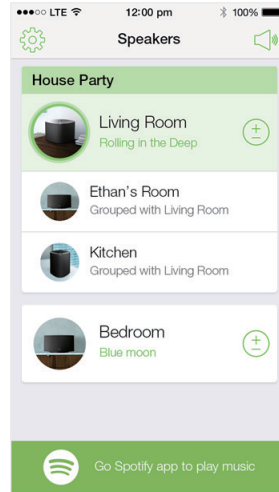 LTE 12:00 pm 100%
Speakers
House Party
Living Room
Rolling in the Deep
Ethan's Room
Grouped with Living Room
Kitchen
Grouped with Living Room
Bedroom
Blue moon
Go Spotify app to play music